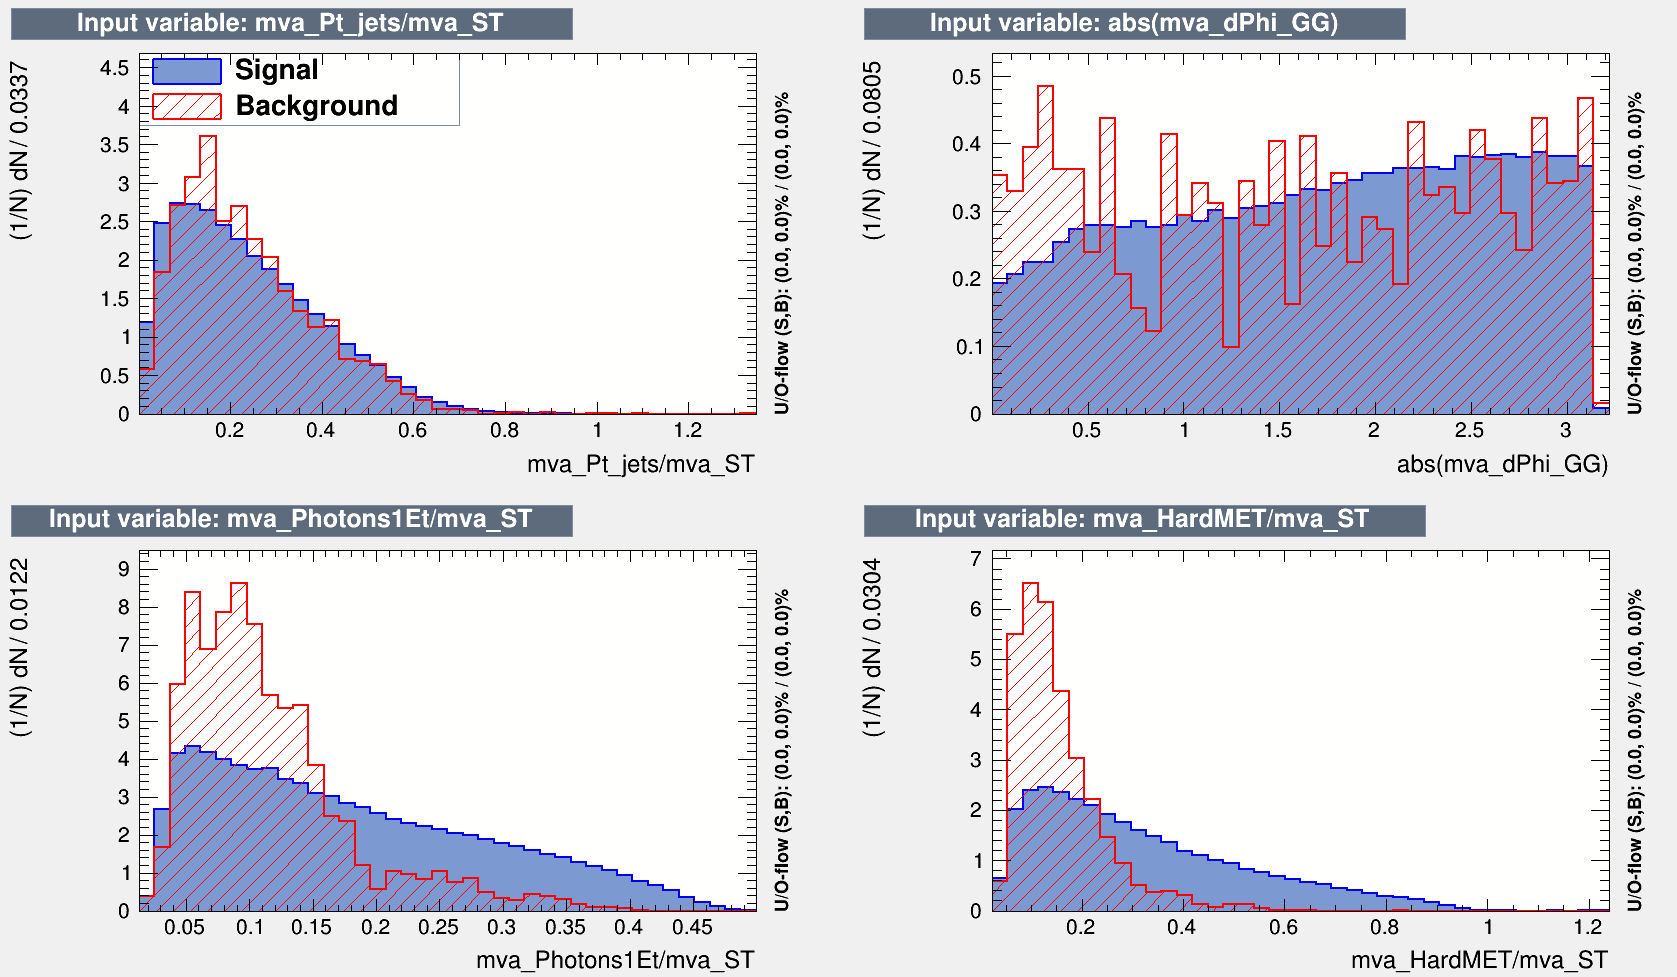 Input variable: mva_Pt_jets/mva_ST
(1/N) dN / 0.0337
4.5
4
3.5
3
2.5
2
1.5
1
0.5
0
Signal
Background
0.2 0.4 0.6 0.8 1 1.2
mva_Pt_jets/mva_ST
U/O-flow (S,B): (0.0, 0.0)% / (0.0, 0.0)%
Input variable: abs(mva_dPhi_GG)
(1/N) dN / 0.0805
0.5
0.4
0.3
0.2
0.1
0
0.5 1 1.5 2 2.5 3
abs(mva_dPhi_GG)
U/O-flow (S,B): (0.0, 0.0)% / (0.0, 0.0)%
Input variable: mva_Photons1Et/mva_ST
(1/N) dN / 0.0122
9
8
7
6
5
4
3
2
1
0
0.05 0.1 0.15 0.2 0.25 0.3 0.35 0.4 0.45
mva_Photons1Et/mva_ST
U/O-flow (S,B): (0.0, 0.0)% / (0.0, 0.0)%
Input variable: mva_HardMET/mva_ST
(1/N) dN / 0.0304
7
6
5
4
3
2
1
0
0.2 0.4 0.6 0.8 1 1.2
mva_HardMET/mva_ST
U/O-flow (S,B): (0.0, 0.0)% / (0.0, 0.0)%